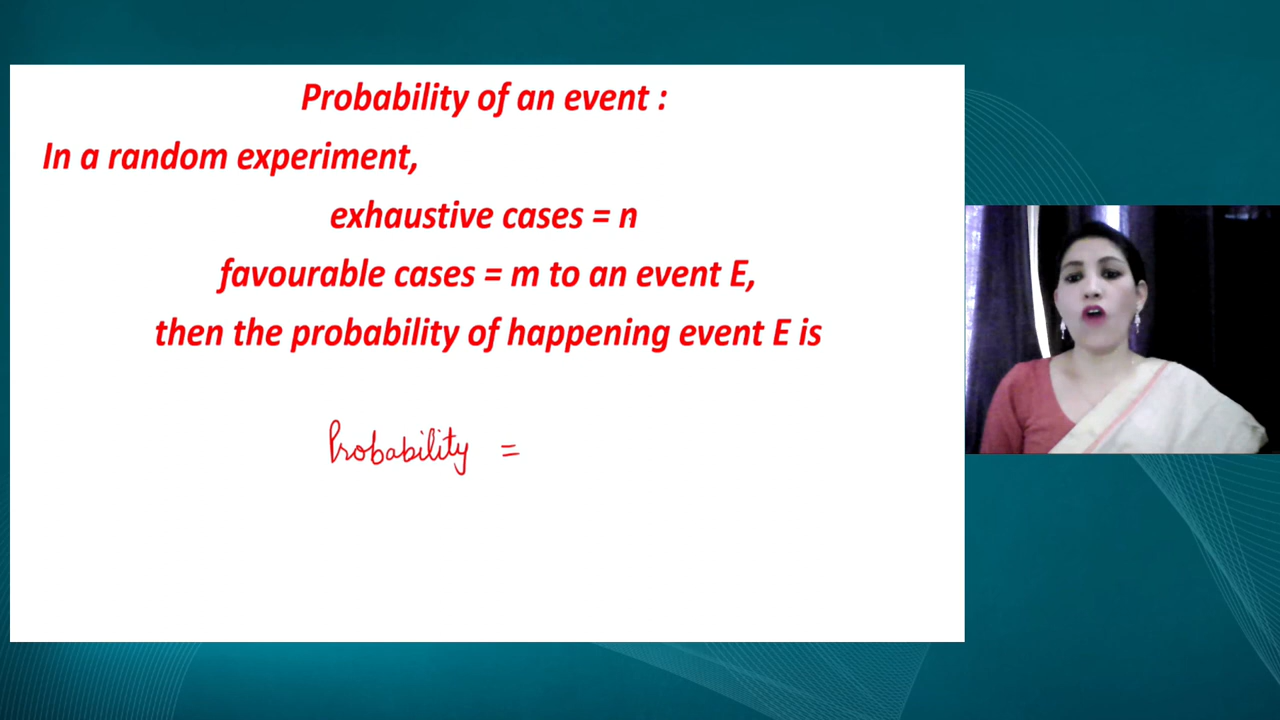 Probability of an event :
In a random experiment,
exhaustive cases = n
favourable cases = m to an event E,
then the probability of happening event E is
Probability =